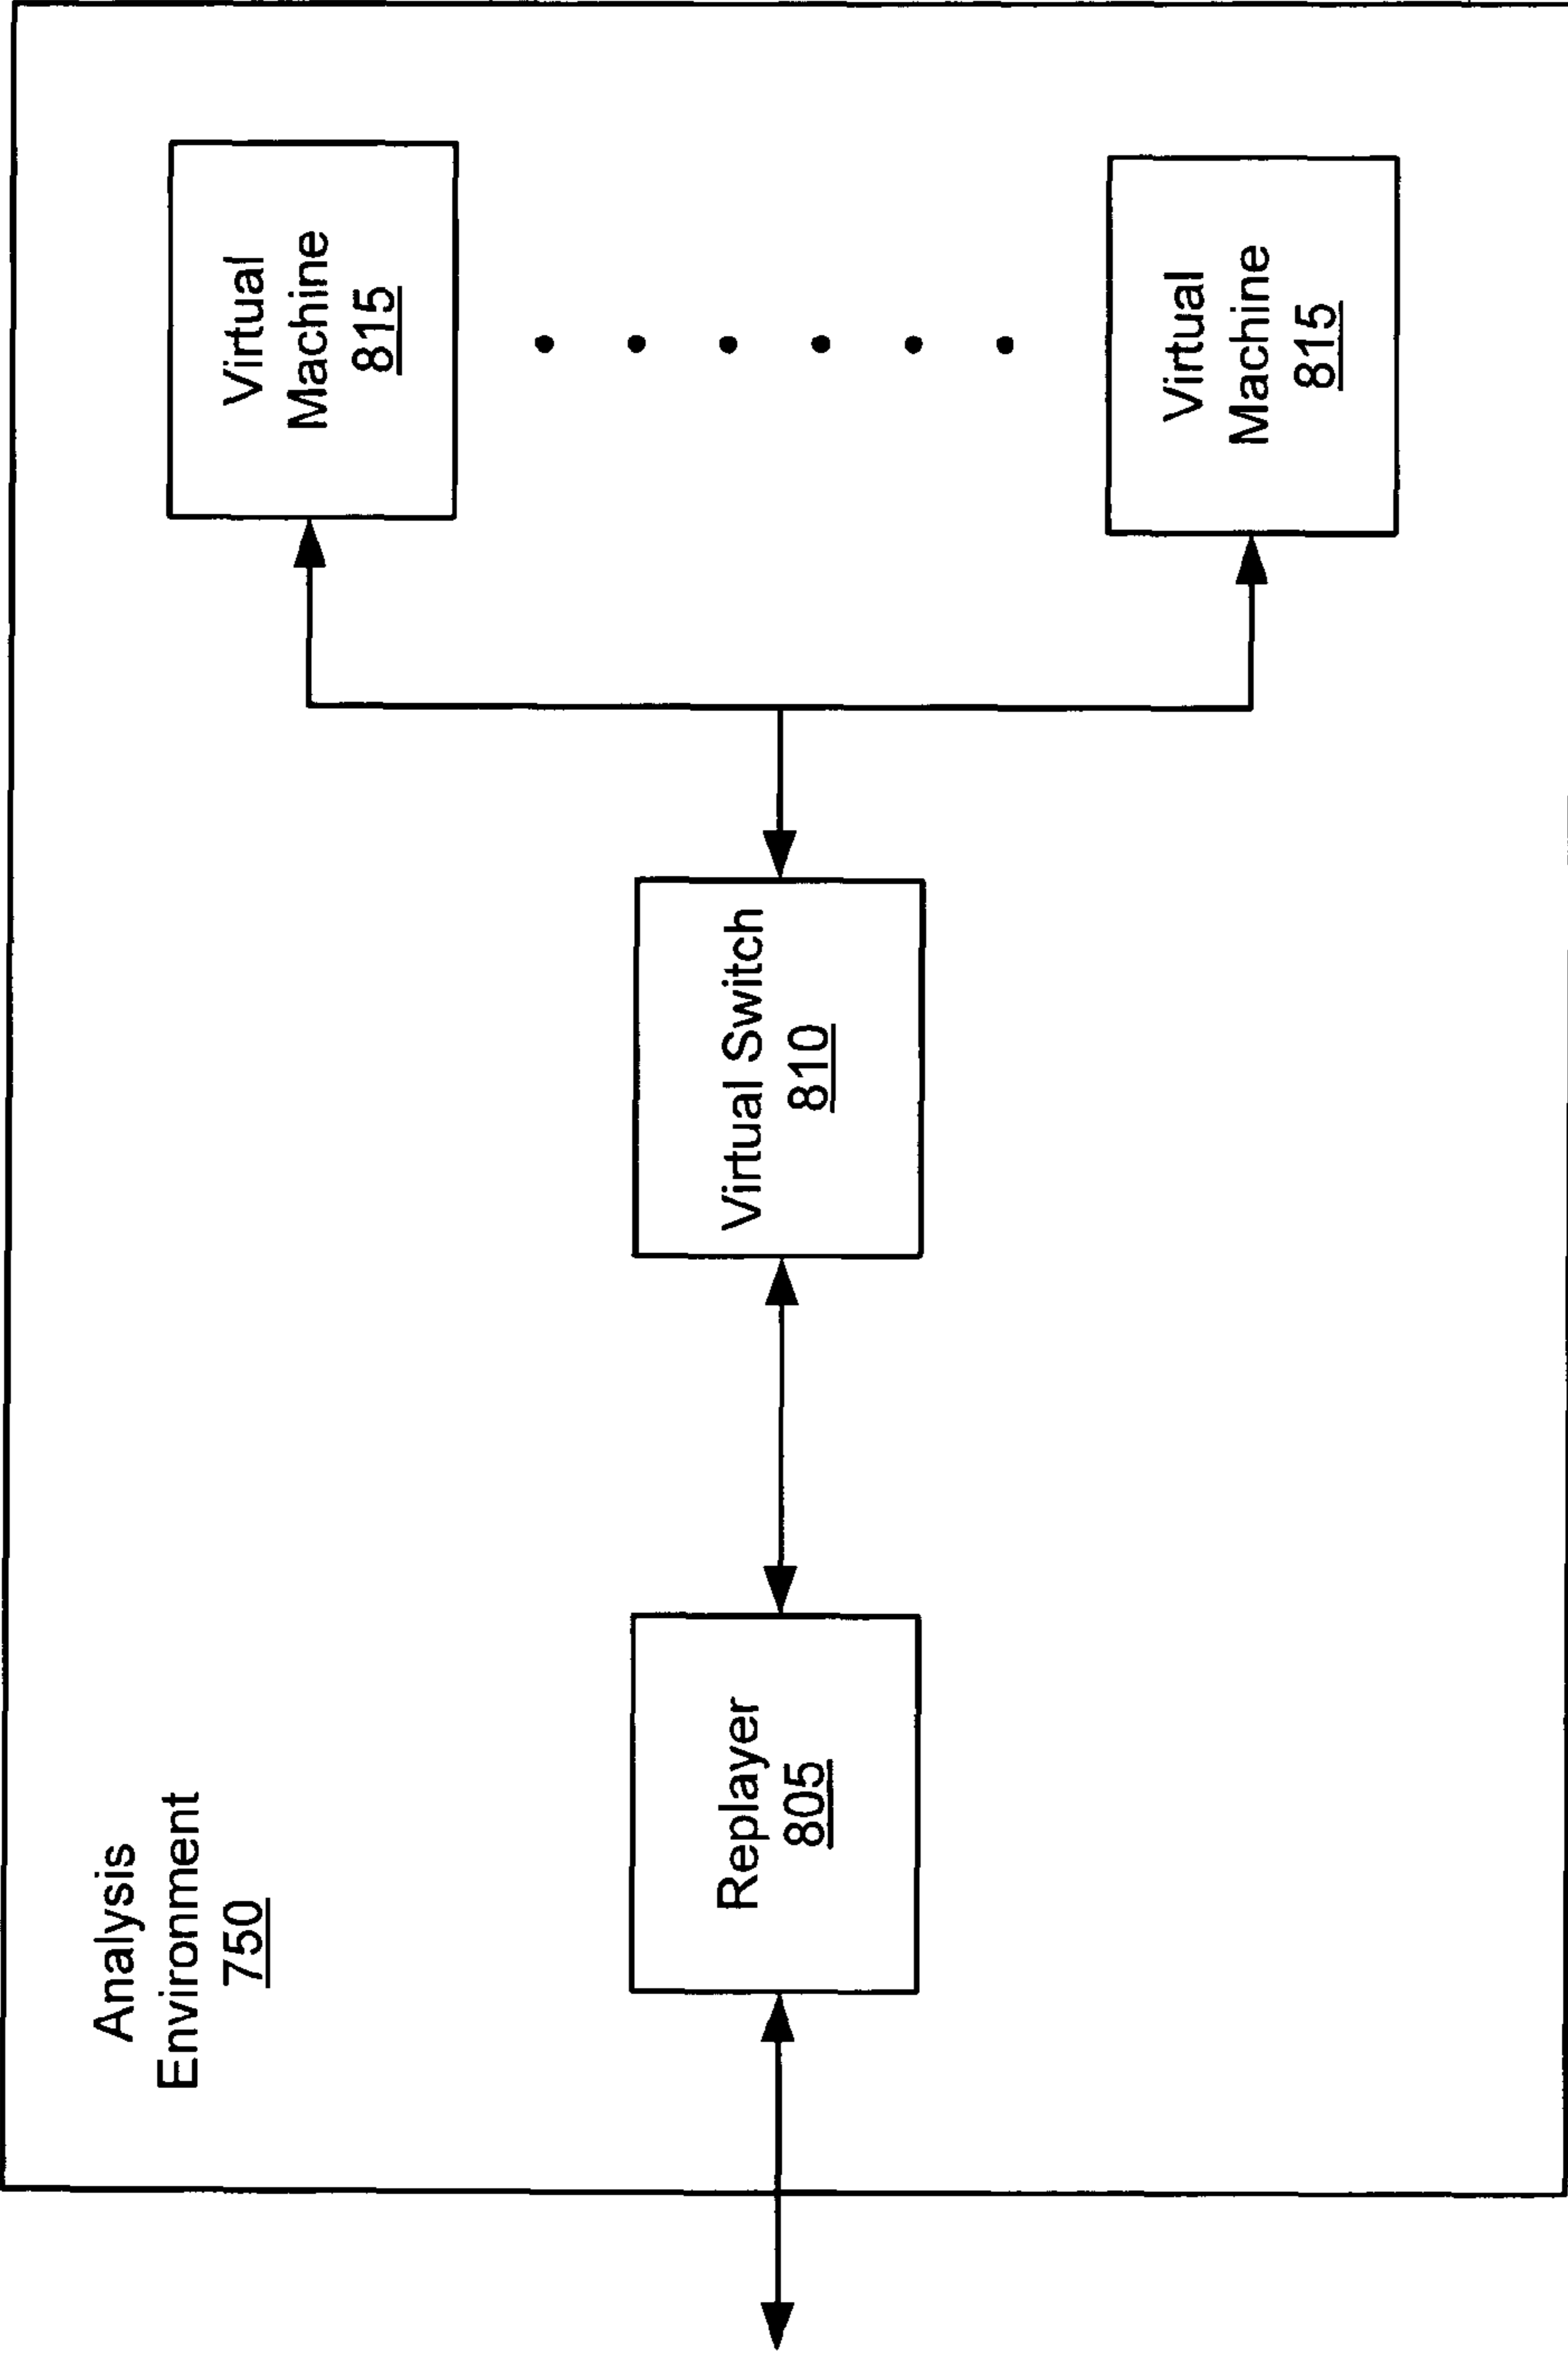 Analysis
Environment
750
Replayer
805
Virtual Switch
810
Virtual
Machine
815
Virtual
Machine
815